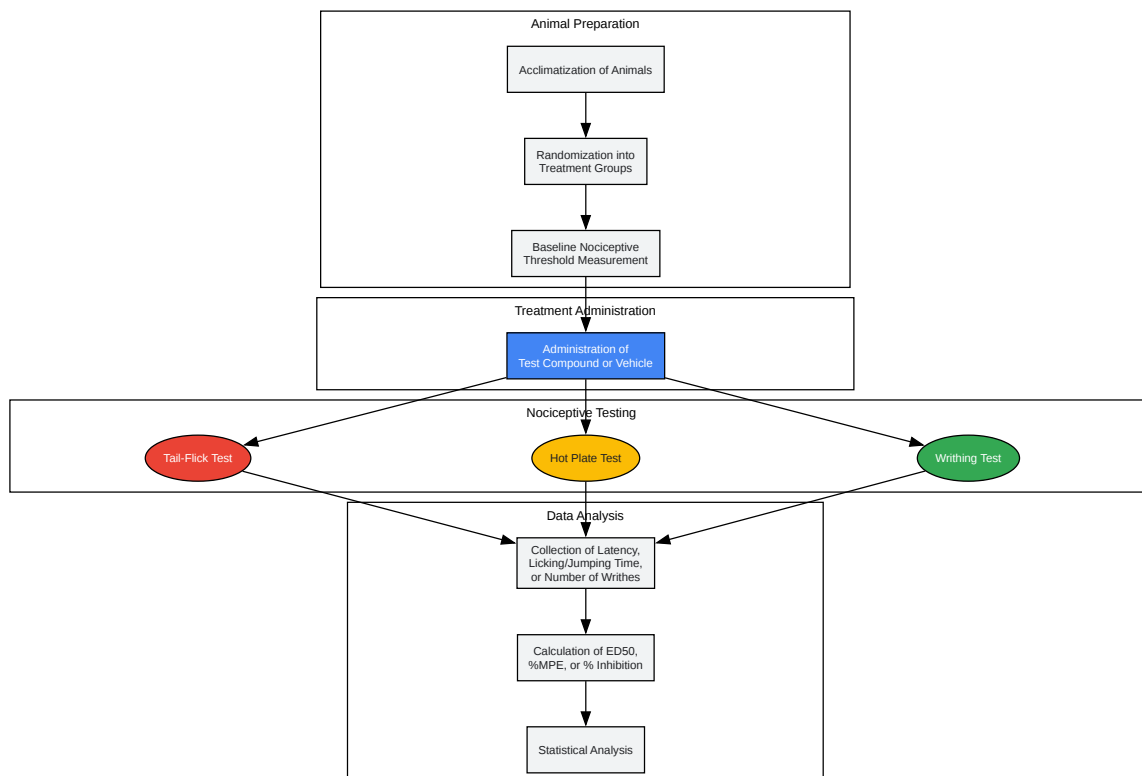 Animal Preparation
Acclimatization of Animals
Randomization into
Treatment Groups
Baseline Nociceptive
Threshold Measurement
Treatment Administration
Administration of
Test Compound or Vehicle
Nociceptive Testing
Tail-Flick Test
Hot Plate Test
Writhing Test
Data Analysis
Collection of Latency,
Licking/Jumping Time,
or Number of Writhes
Calculation of ED50,
%MPE, or % Inhibition
Statistical Analysis